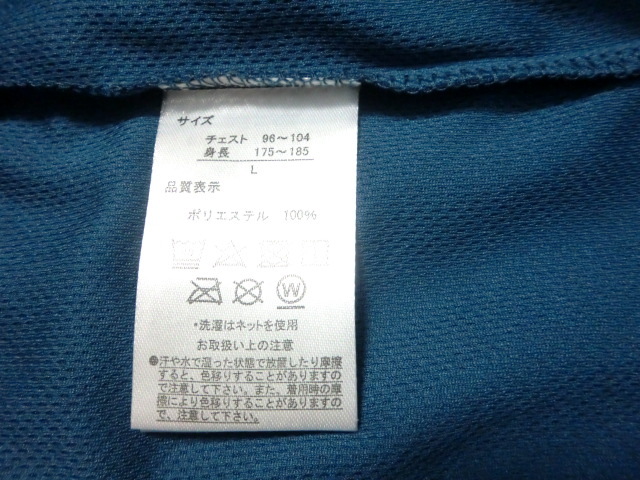 サイズ
チェスト 96～104
身長 175～185
L
品質表示
ポリエステル 100%
W
・洗濯はネットを使用
お取扱い上の注意
●汗や水で湿った状態で放置したり摩擦
すると、色移りすることがあります
ので注意して下さい。また、着用時の摩
擦により色移りすることがありますの
で、注意して下さい。